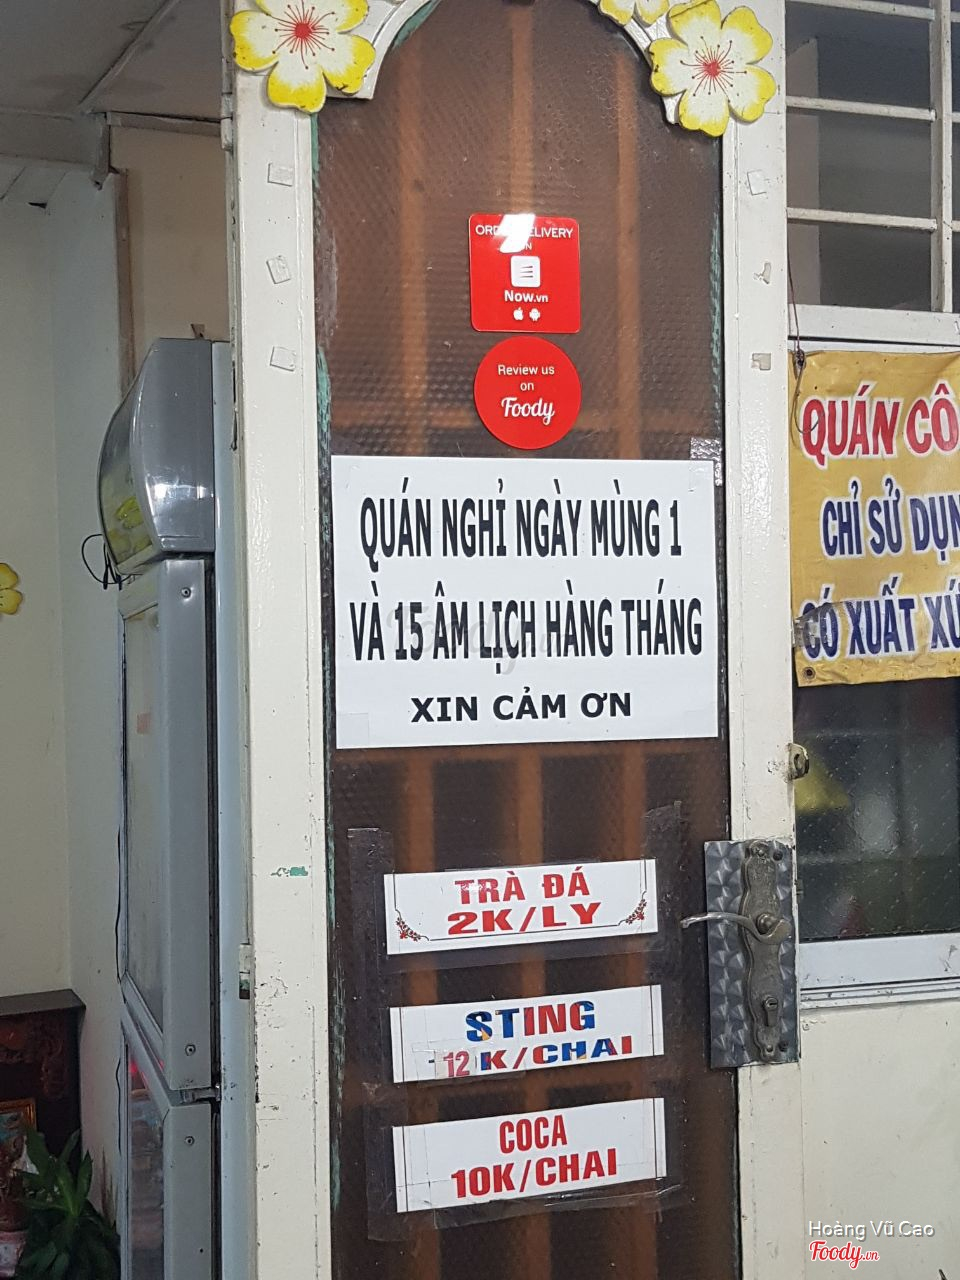 DELIVERY
Now.vn
Review us
on
Foody
QUÁN NGHỈ NGÀY MÙNG 1
VÀ 15 ÂM LỊCH HÀNG THÁNG
XIN CẢM ƠN
QUÁN CÔ
CHỈ SỬ DỤN
CÓ XUẤT XỨ
TRÀ ĐÁ
2K/LY
STING
12 K/CHAI
COCA
10K/CHAI
Hoàng Vũ Cao
Foody.vn